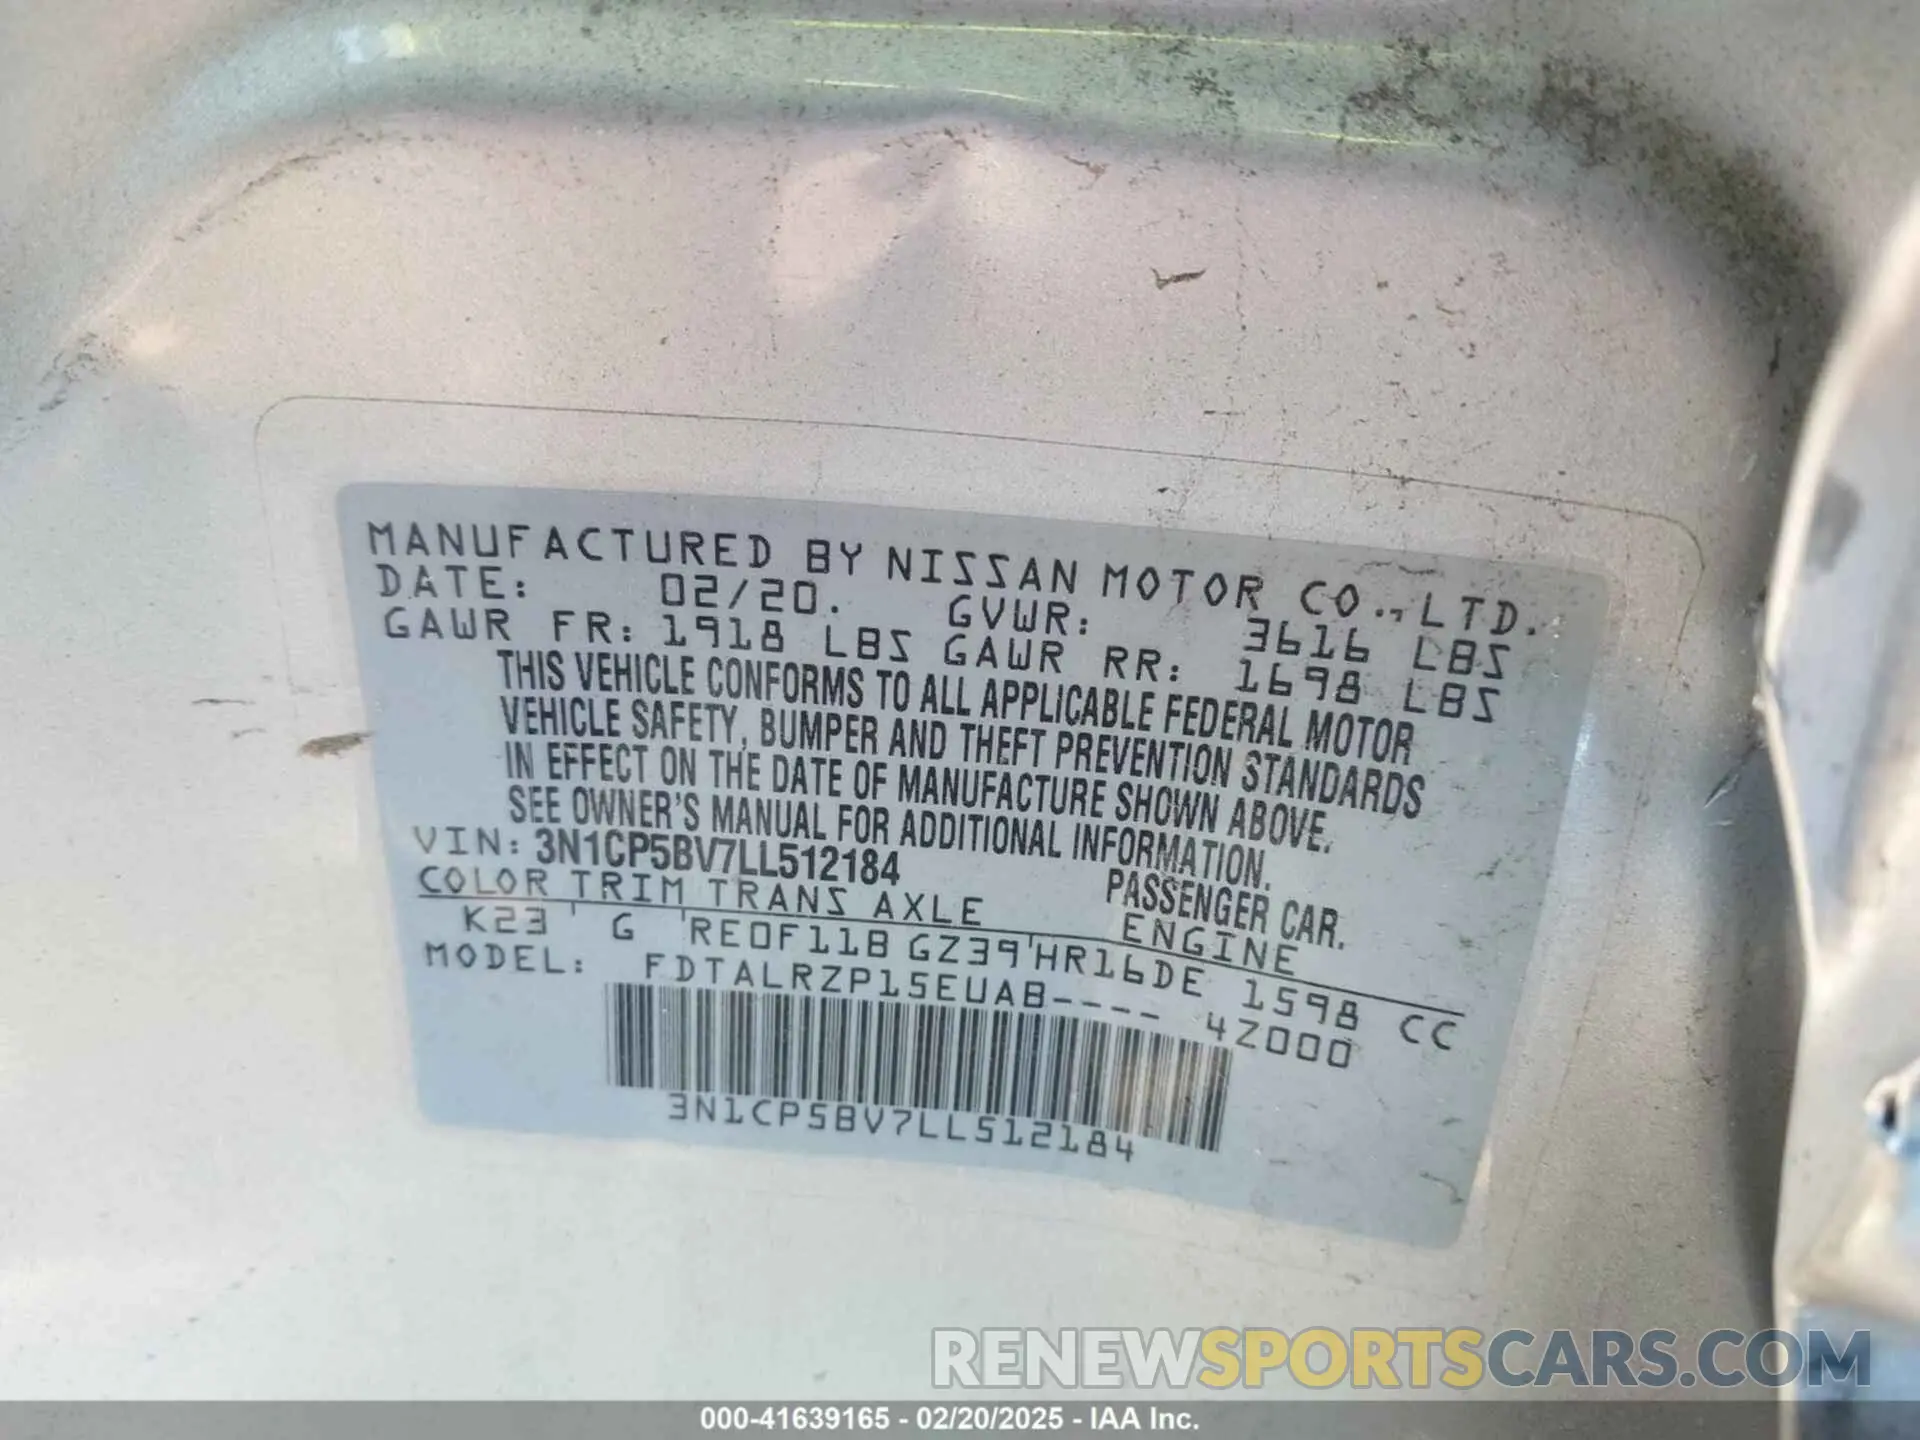 MANUFACTURED BY NISSAN MOTOR CO., LTD.
DATE: 02/20. GVWR: 3616 LBS
GAWR FR: 1918 LBS GAWR RR: 1698 LBS
THIS VEHICLE CONFORMS TO ALL APPLICABLE FEDERAL MOTOR
VEHICLE SAFETY, BUMPER AND THEFT PREVENTION STANDARDS
IN EFFECT ON THE DATE OF MANUFACTURE SHOWN ABOVE.
SEE OWNER'S MANUAL FOR ADDITIONAL INFORMATION.
VIN: 3N1CP5BV7LL512184 PASSENGER CAR.
COLOR TRIM TRANS AXLE ENGINE
K23 G RE0F11B GZ39 HR16DE 1598 CC
MODEL: FDTALRZP15EUAB---- 4Z000
3N1CP5BV7LL512184
RENEWSPORTSCARS.COM
000-41639165 - 02/20/2025 - IAA Inc.